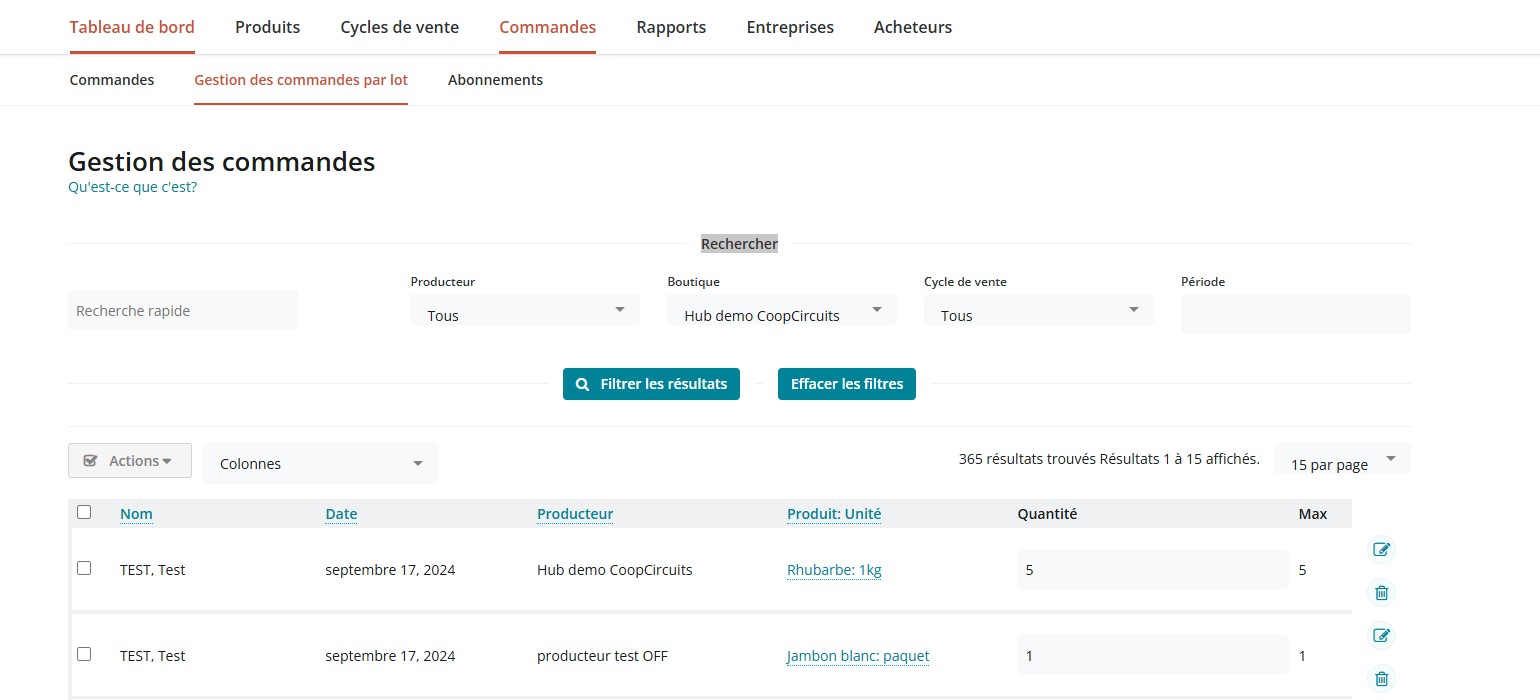 Tableau de bord Produits Cycles de vente Commandes Rapports Entreprises Acheteurs
Commandes Gestion des commandes par lot Abonnements
Gestion des commandes
Qu'est-ce que c'est?
Rechercher
Producteur Boutique Cycle de vente Période
Recherche rapide Tous Hub demo CoopCircuits Tous
Filtrer les résultats Effacer les filtres
Actions Colonnes 365 résultats trouvés Résultats 1 à 15 affichés. 15 par page
Nom Date Producteur Produit: Unité Quantité Max
TEST, Test septembre 17, 2024 Hub demo CoopCircuits Rhubarbe: 1kg 5 5
TEST, Test septembre 17, 2024 producteur test OFF Jambon blanc: paquet 1 1